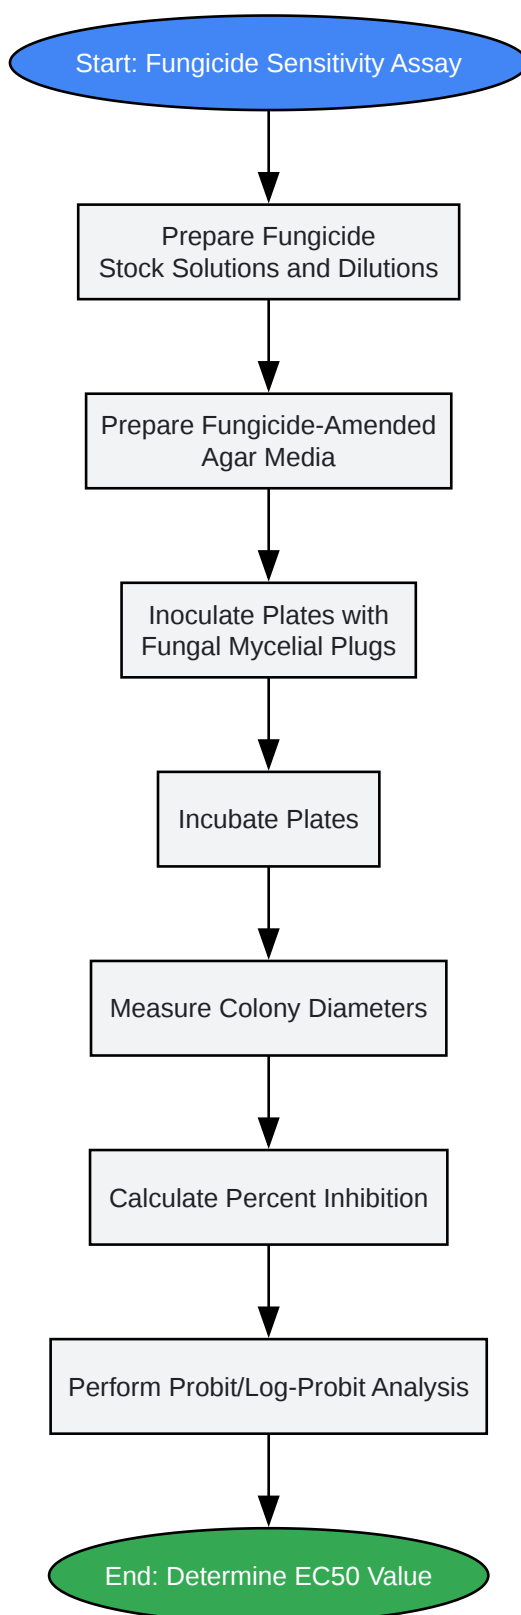 Start: Fungicide Sensitivity Assay
Prepare Fungicide
Stock Solutions and Dilutions
Prepare Fungicide-Amended
Agar Media
Inoculate Plates with
Fungal Mycelial Plugs
Incubate Plates
Measure Colony Diameters
Calculate Percent Inhibition
Perform Probit/Log-Probit Analysis
End: Determine EC50 Value